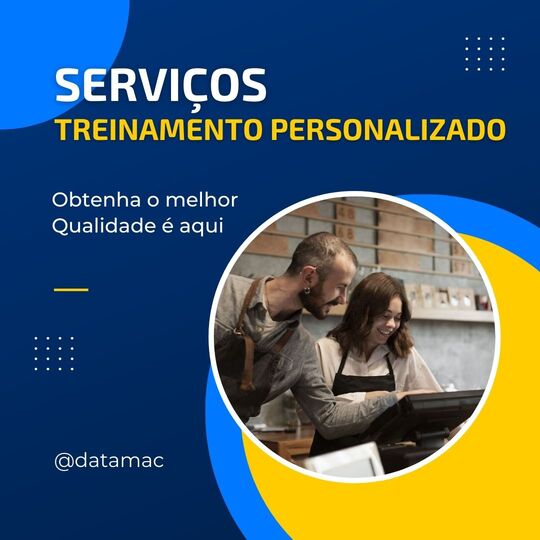 SERVIÇOS
TREINAMENTO PERSONALIZADO
Obtenha o melhor
Qualidade é aqui
@datamac